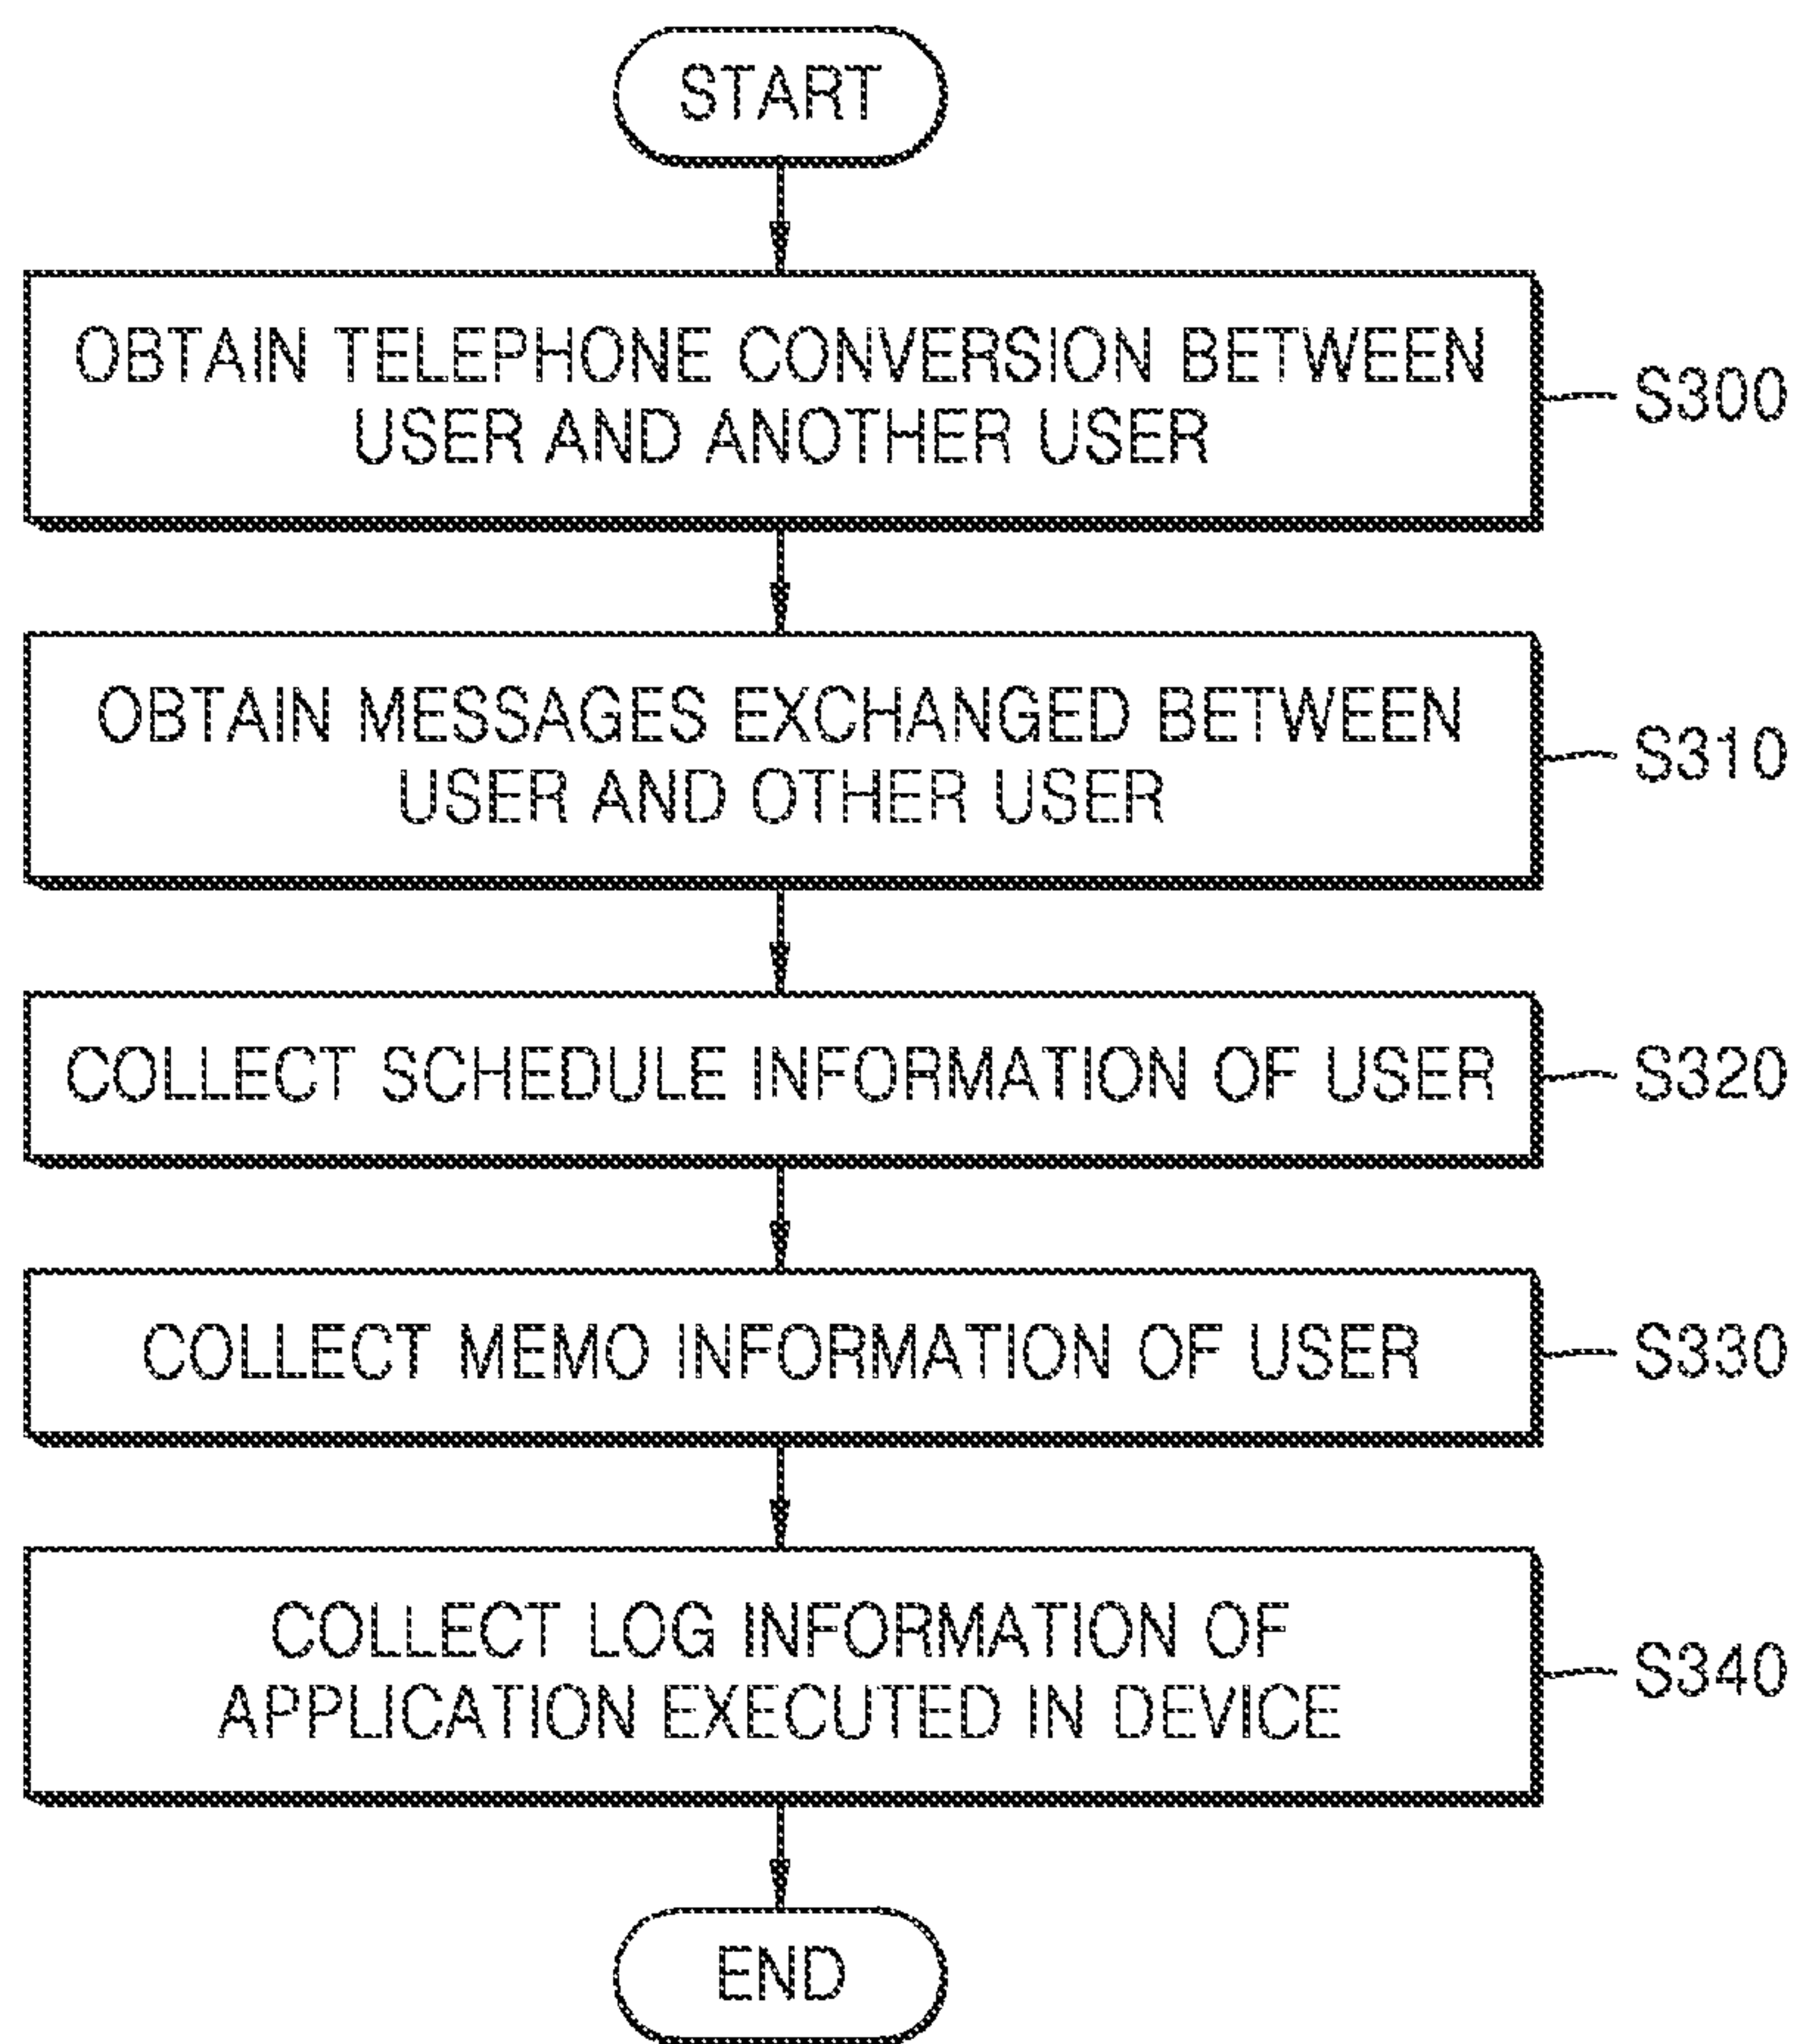 START
OBTAIN TELEPHONE CONVERSION BETWEEN
USER AND ANOTHER USER
S300
OBTAIN MESSAGES EXCHANGED BETWEEN
USER AND OTHER USER
S310
COLLECT SCHEDULE INFORMATION OF USER
S320
COLLECT MEMO INFORMATION OF USER
S330
COLLECT LOG INFORMATION OF
APPLICATION EXECUTED IN DEVICE
S340
END